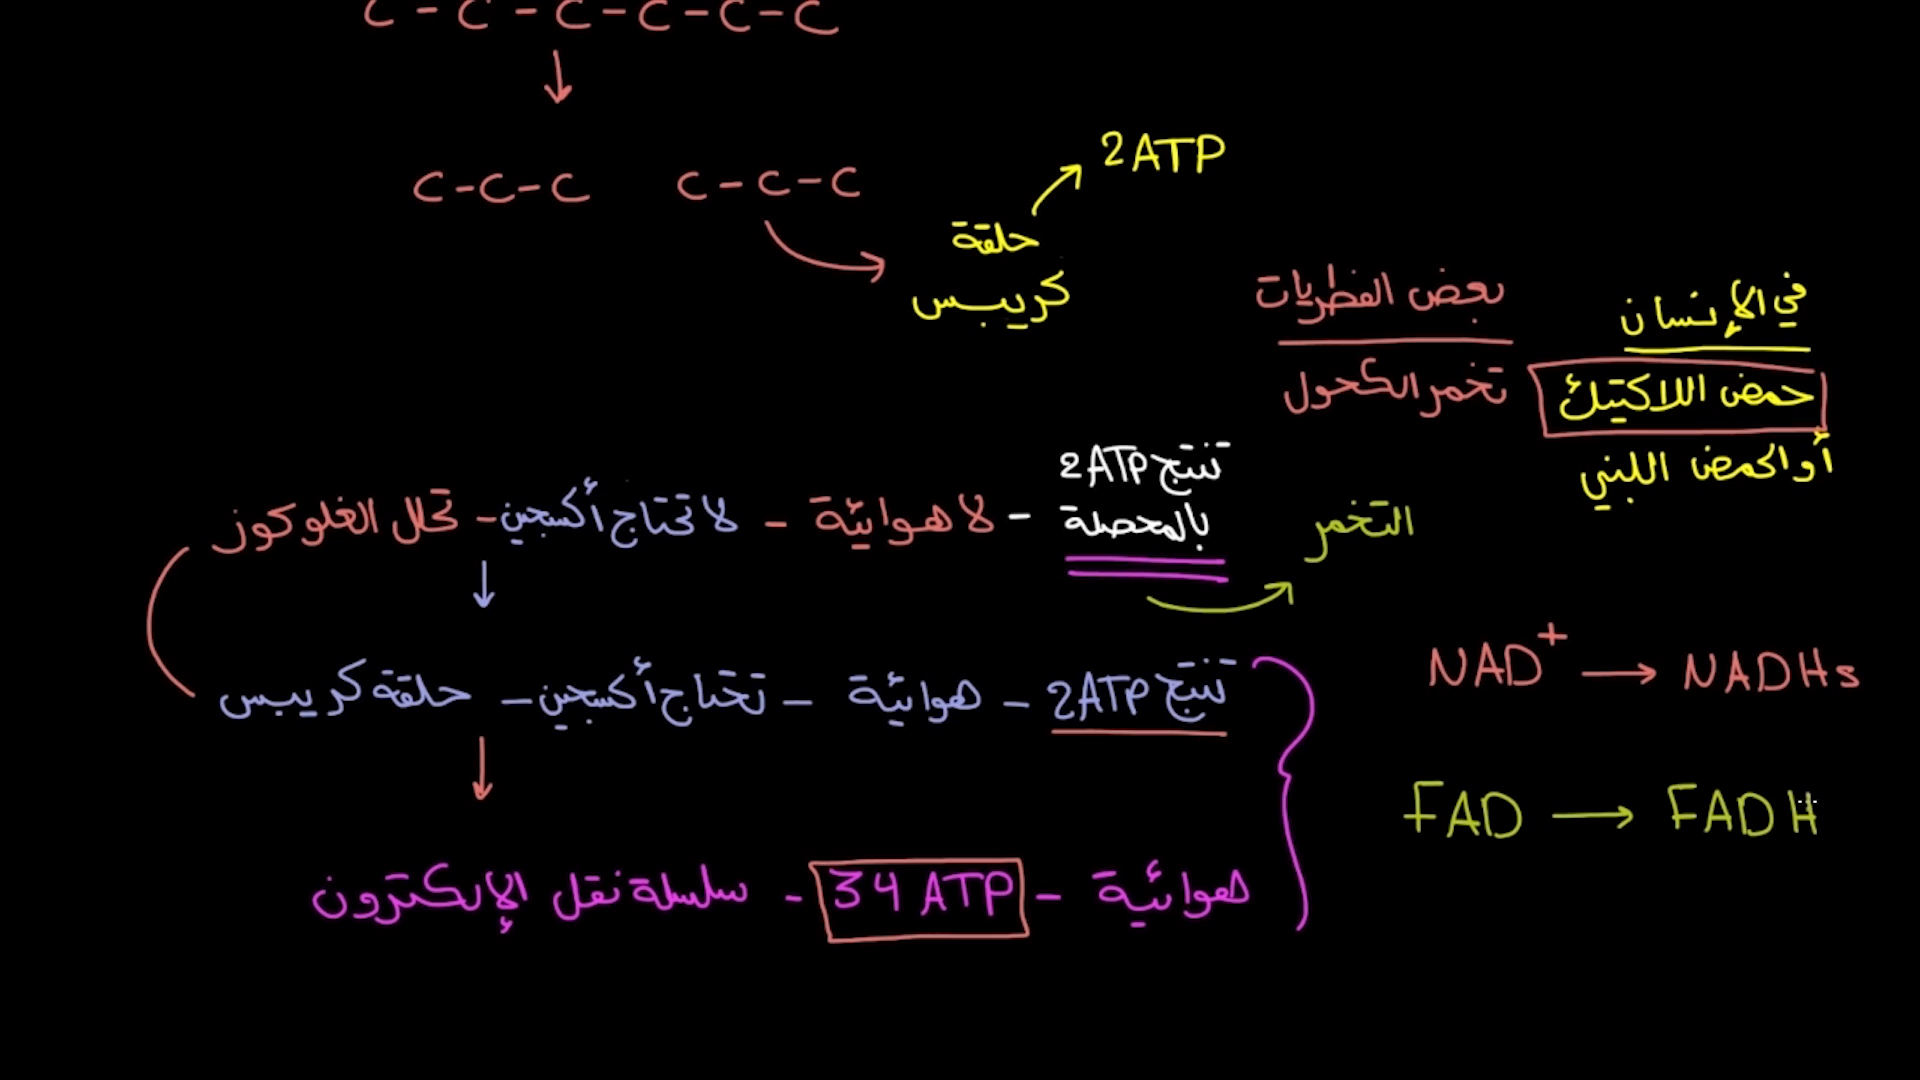 C - C - C - C - C - C
C - C - C   C - C - C
2ATP
حلقة
كريبس
في الإنسان
حمض اللاكتيك
أو الحمض اللبني
بعض الفطريات
تخمر الكحول
تحلل الغلوكوز - لا تحتاج أكسجين - لا هوائية - تنتج 2ATP
بالمحصلة
التخمر
حلقة كريبس - تحتاج أكسجين - هوائية - تنتج 2ATP
سلسلة نقل الإلكترون - 34 ATP - هوائية
NAD+ → NADHs
FAD → FADH